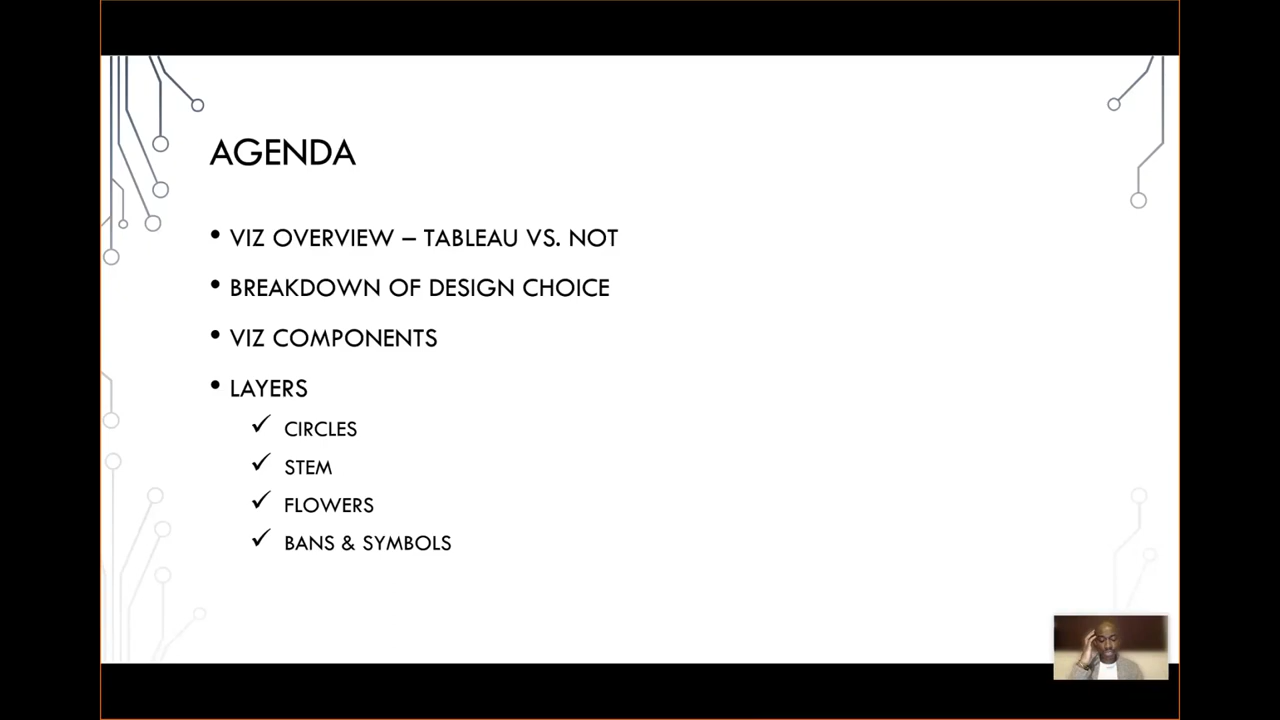 AGENDA
• VIZ OVERVIEW – TABLEAU VS. NOT
• BREAKDOWN OF DESIGN CHOICE
• VIZ COMPONENTS
• LAYERS
✓ CIRCLES
✓ STEM
✓ FLOWERS
✓ BANS & SYMBOLS